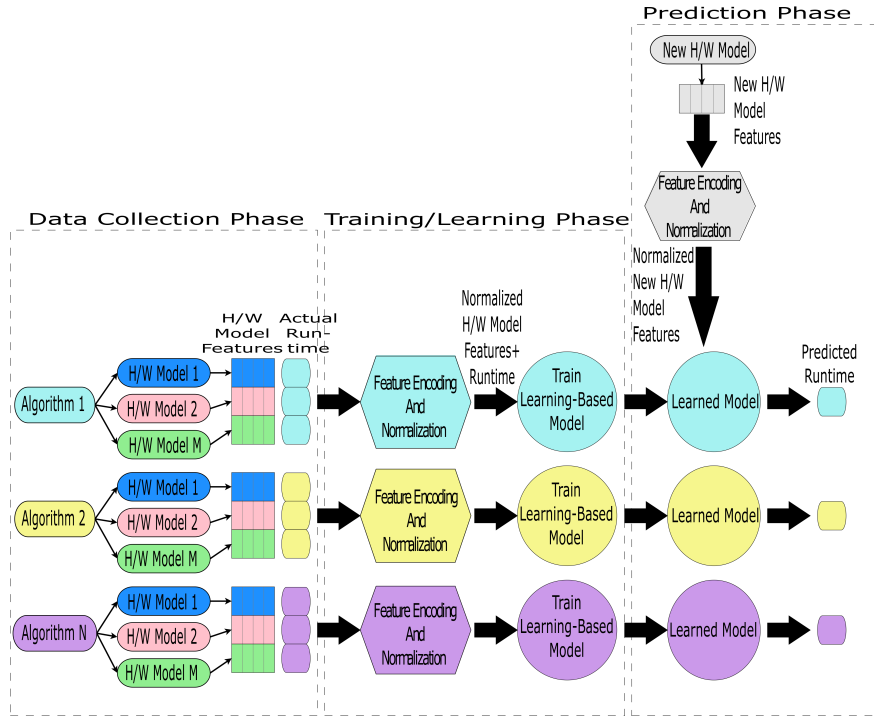 Prediction Phase
New H/W Model
New H/W
Model
Features
Feature Encoding
And
Normalization
Data Collection Phase
Training/Learning Phase
Normalized
New H/W
Model
Features
H/W
Model
Features
Actual
Run-
time
Normalized
H/W Model
Features+
Runtime
Predicted
Runtime
Algorithm 1
H/W Model 1
H/W Model 2
H/W Model M
Feature Encoding
And
Normalization
Train
Learning-Based
Model
Learned Model
Algorithm 2
H/W Model 1
H/W Model 2
H/W Model M
Feature Encoding
And
Normalization
Train
Learning-Based
Model
Learned Model
Algorithm N
H/W Model 1
H/W Model 2
H/W Model M
Feature Encoding
And
Normalization
Train
Learning-Based
Model
Learned Model